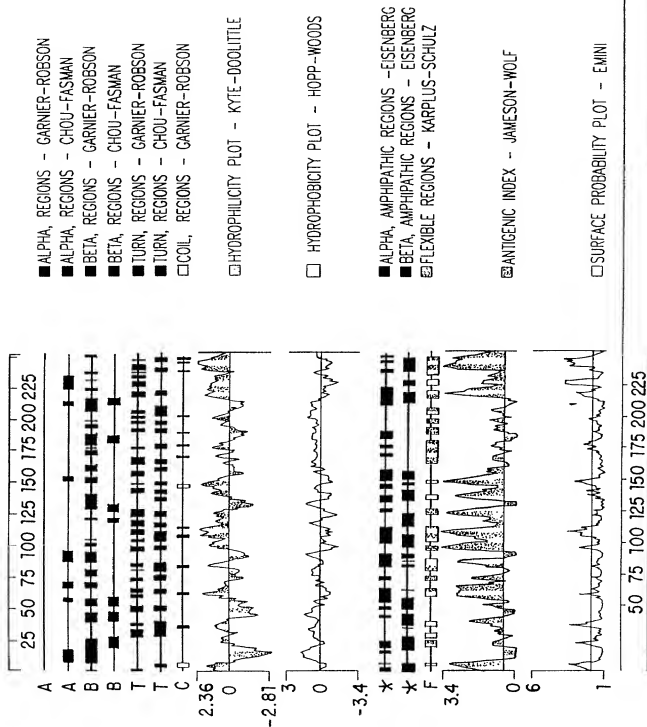 ■ALPHA, REGIONS - GARNIER-ROBSON
■ALPHA, REGIONS - CHOU-FASMAN
■BETA, REGIONS - GARNIER-ROBSON
■BETA, REGIONS - CHOU-FASMAN
■TURN, REGIONS - GARNIER-ROBSON
■TURN, REGIONS - CHOU-FASMAN
□COIL, REGIONS - GARNIER-ROBSON
HYDROPHILICITY PLOT - KYTE-DOOLITTLE
□ HYDROPHOBICITY PLOT - HOPP-WOODS
■ALPHA, AMPHIPATHIC REGIONS -EISENBERG
■BETA, AMPHIPATHIC REGIONS - EISENBERG
FLEXIBLE REGIONS - KARPLUS-SCHULZ
ANTIGENIC INDEX - JAMESON-WOLF
□SURFACE PROBABILITY PLOT - EMINI
25 50 75 100 125 150 175 200 225
A
A
B
B
T
T
C
2.36
0
-2.81
3
0
-3.4
*
*
F
3.4
0
6
1
50 75 100 125 150 175 200 225